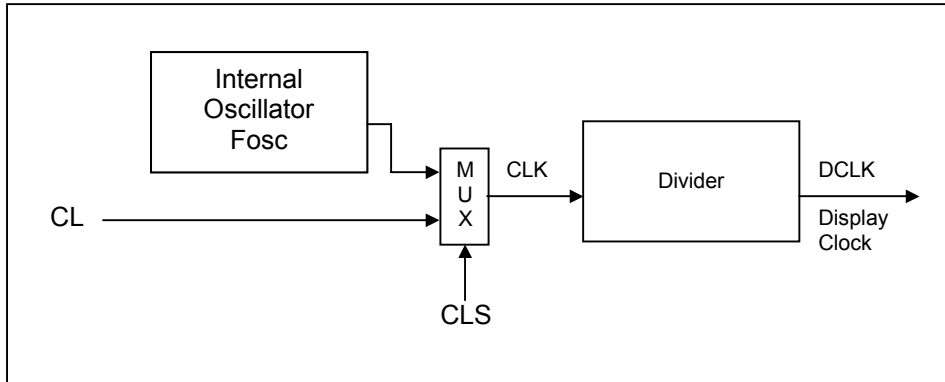 Internal
Oscillator
Fosc
M
U
X
CLK
Divider
DCLK
Display
Clock
CL
CLS